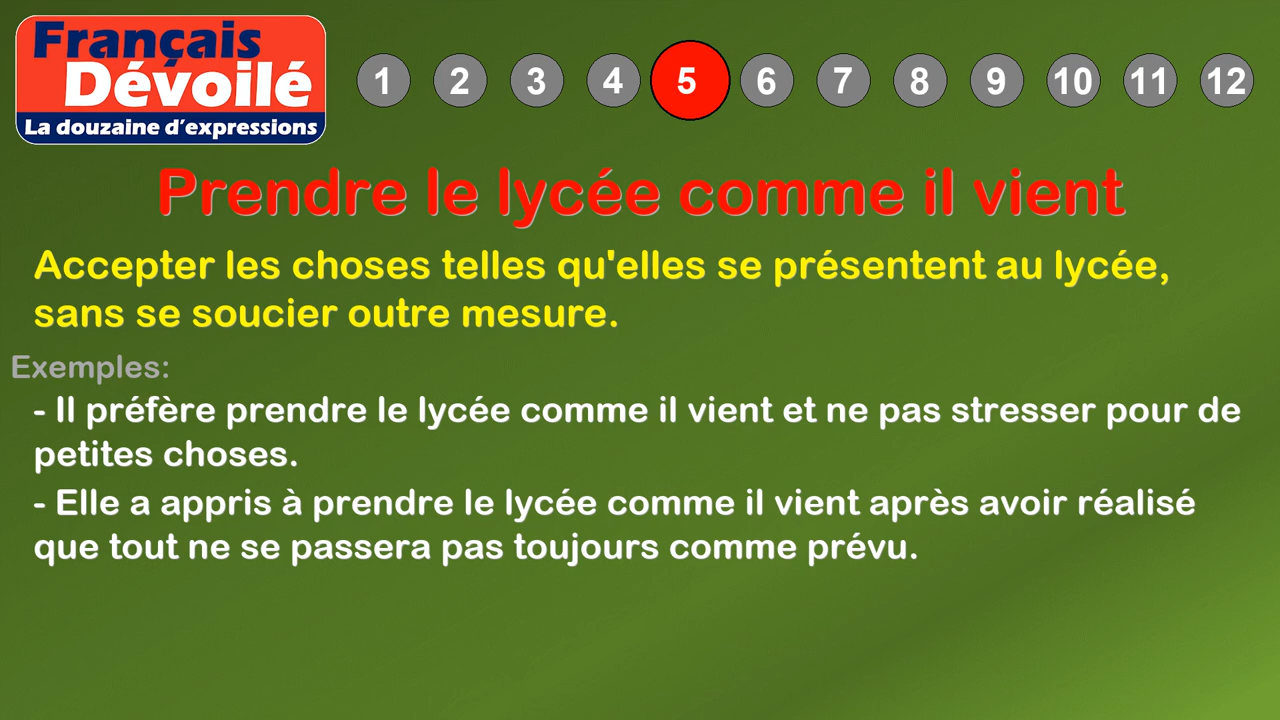 Français
Dévoilé
La douzaine d'expressions
1 2 3 4 5 6 7 8 9 10 11 12
Prendre le lycée comme il vient
Accepter les choses telles qu'elles se présentent au lycée,
sans se soucier outre mesure.
Exemples:
- Il préfère prendre le lycée comme il vient et ne pas stresser pour de
petites choses.
- Elle a appris à prendre le lycée comme il vient après avoir réalisé
que tout ne se passera pas toujours comme prévu.